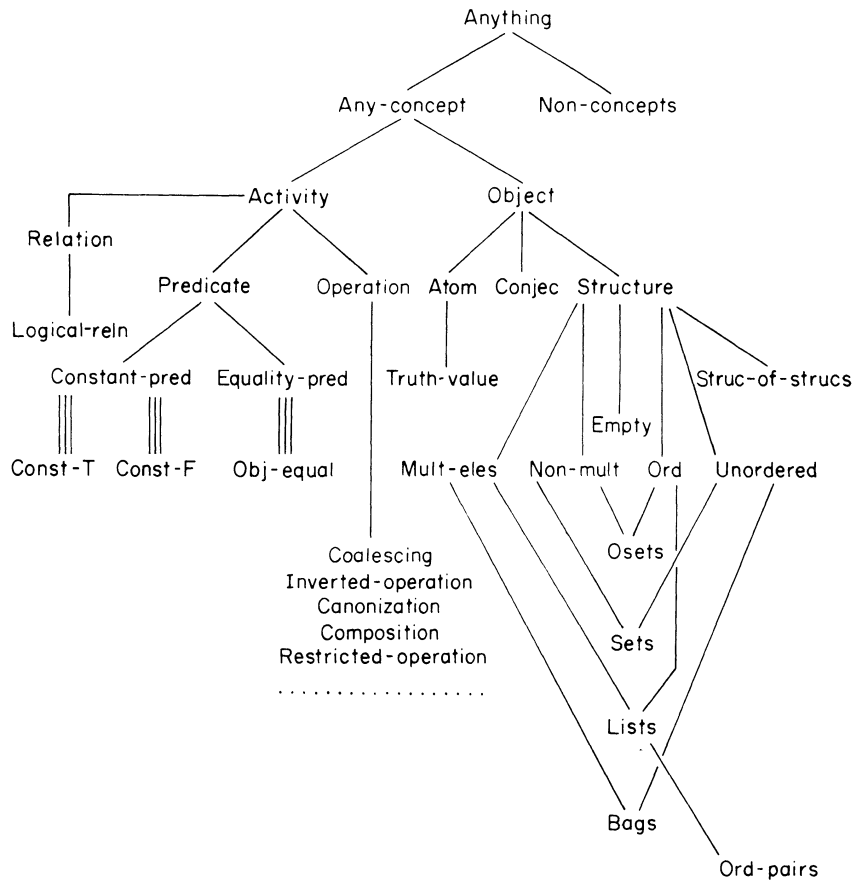 Anything
Any-concept Non-concepts
Activity Object
Relation
Predicate Operation Atom Conjec Structure
Logical-reln
Constant-pred Equality-pred Truth-value Struc-of-strucs
Empty
Const-T Const-F Obj-equal Mult-eles Non-mult Ord Unordered
Osets
Coalescing
Inverted-operation
Canonization
Composition
Restricted-operation
....................
Sets
Lists
Bags
Ord-pairs